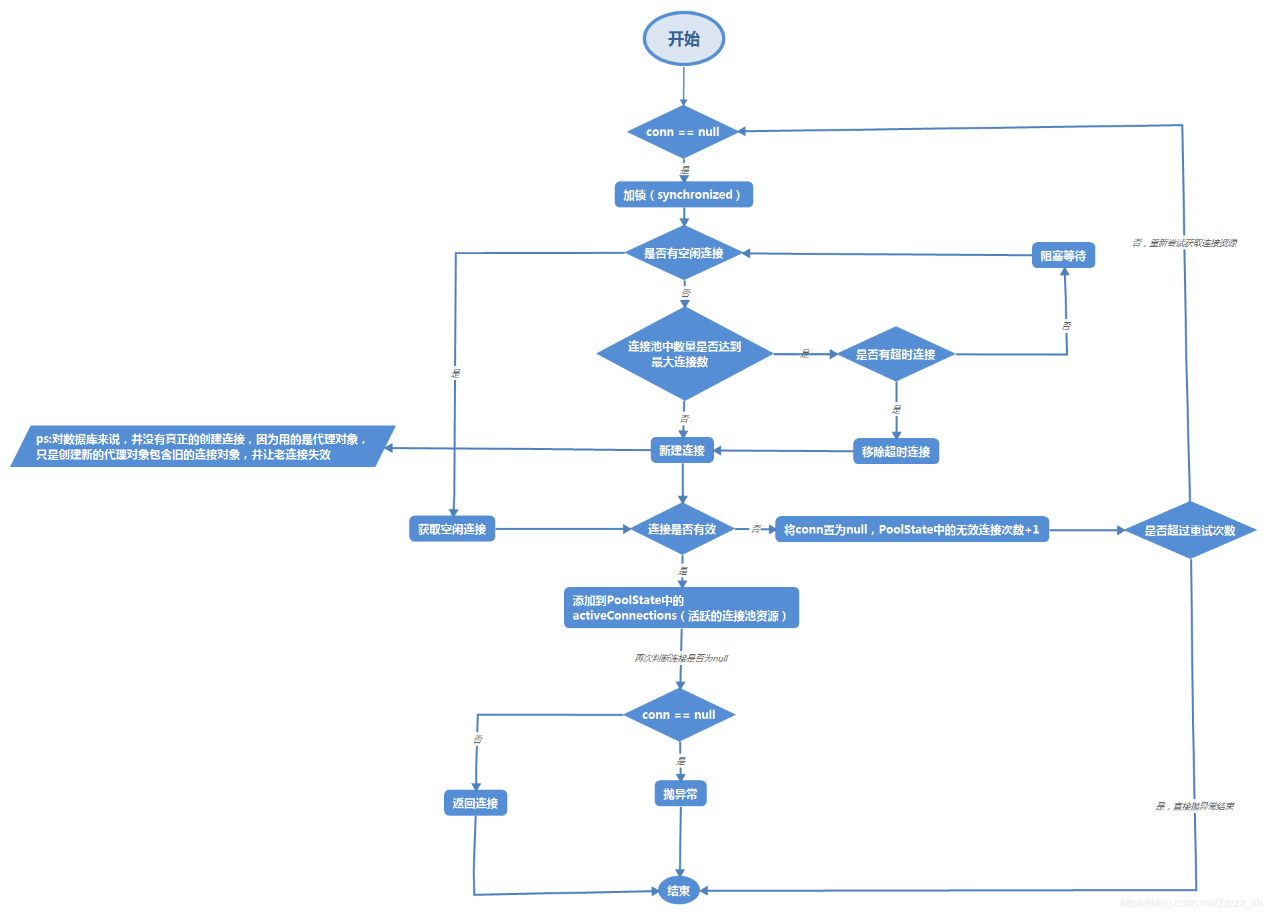 开始
conn == null
是
加锁（synchronized）
否，重新尝试获取连接资源
是否有空闲连接
阻塞等待
否
否
连接池中数量是否达到
最大连接数
是
是否有超时连接
是
是
否
ps:对数据库来说，并没有真正的创建连接，因为用的是代理对象，
只是创建新的代理对象包含旧的连接对象，并让老连接失效
新建连接
移除超时连接
获取空闲连接
连接是否有效
否
将conn置为null，PoolState中的无效连接次数+1
是否超过重试次数
是
添加到PoolState中的
activeConnections（活跃的连接池资源）
再次判断连接是否为null
conn == null
否
是
返回连接
抛异常
是，直接抛异常结束
结束
https://blog.csdn.net/Zzzzz_xh